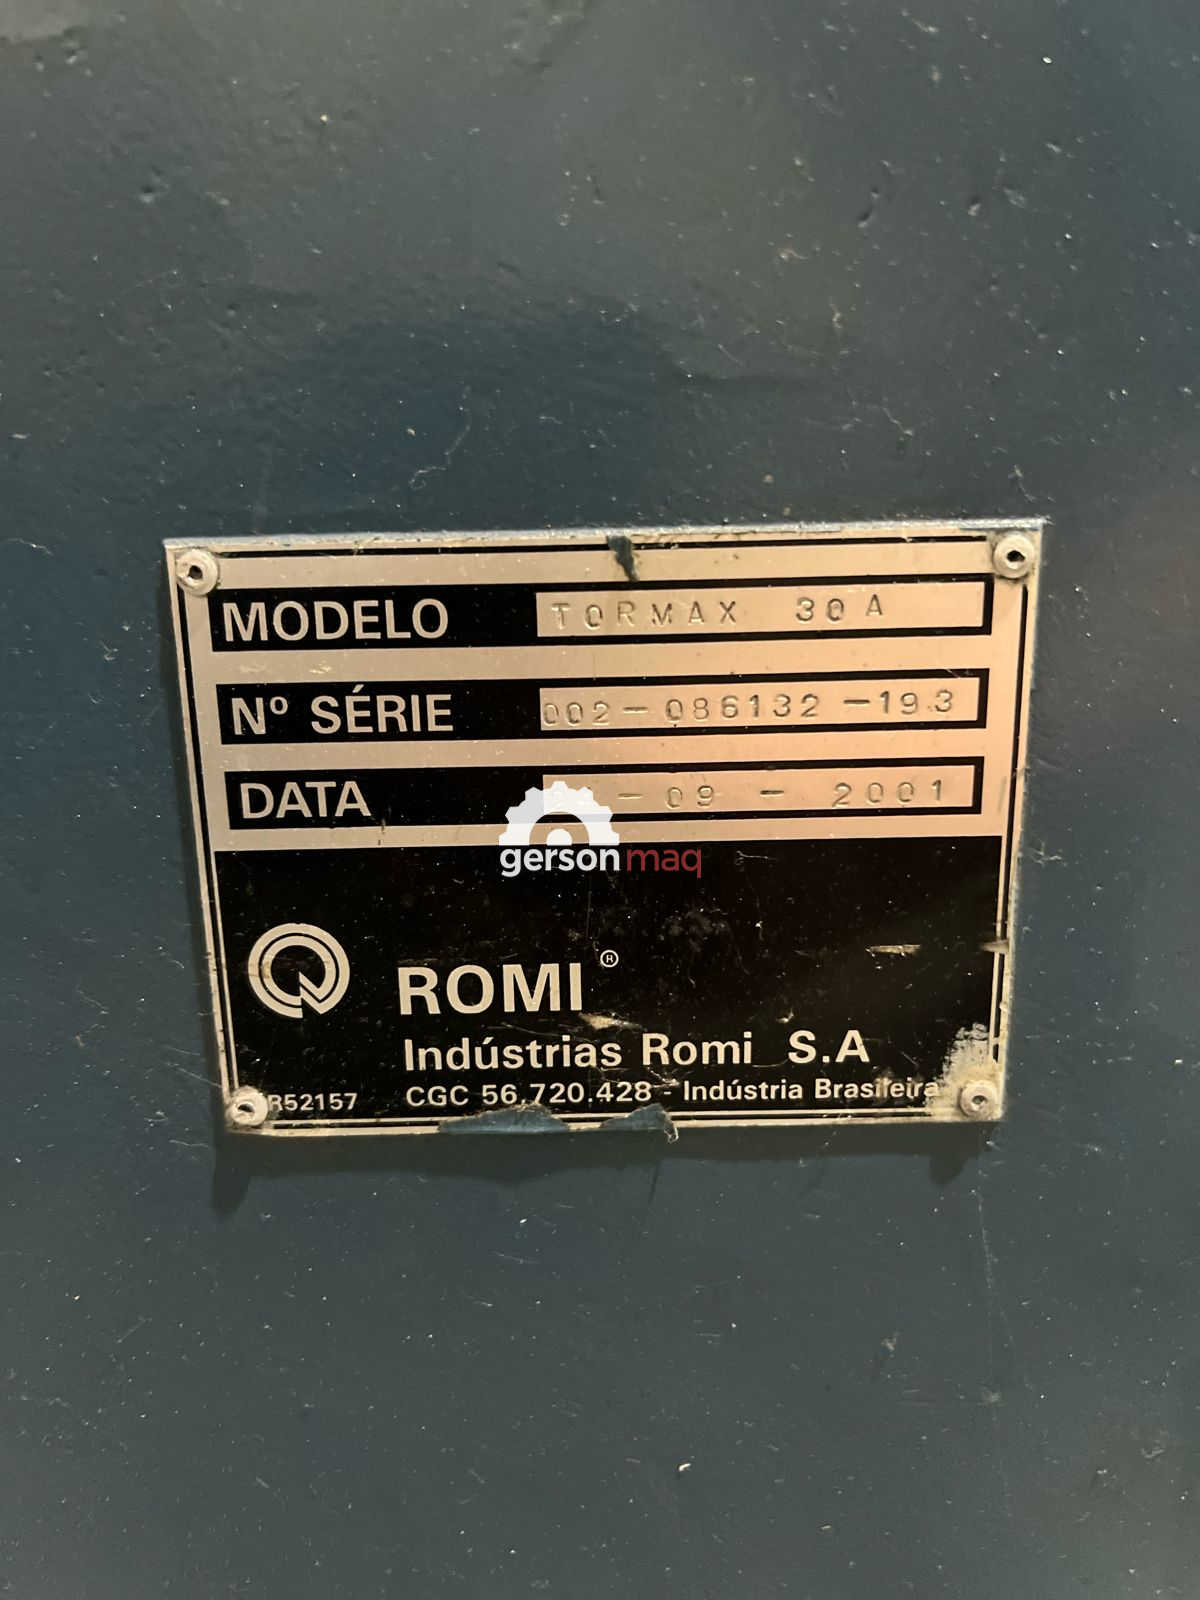 MODELO TORMAX 30A
Nº SÉRIE 002-086132-193
DATA -09-2001
gersonmaq
ROMI®
Indústrias Romi S.A
R52157 CGC 56.720.428 - Indústria Brasileira